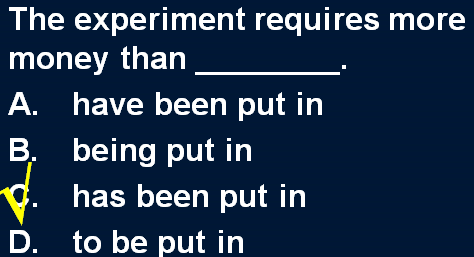 The experiment requires more
money than _________.
A. have been put in
B. being put in
C. has been put in
D. to be put in